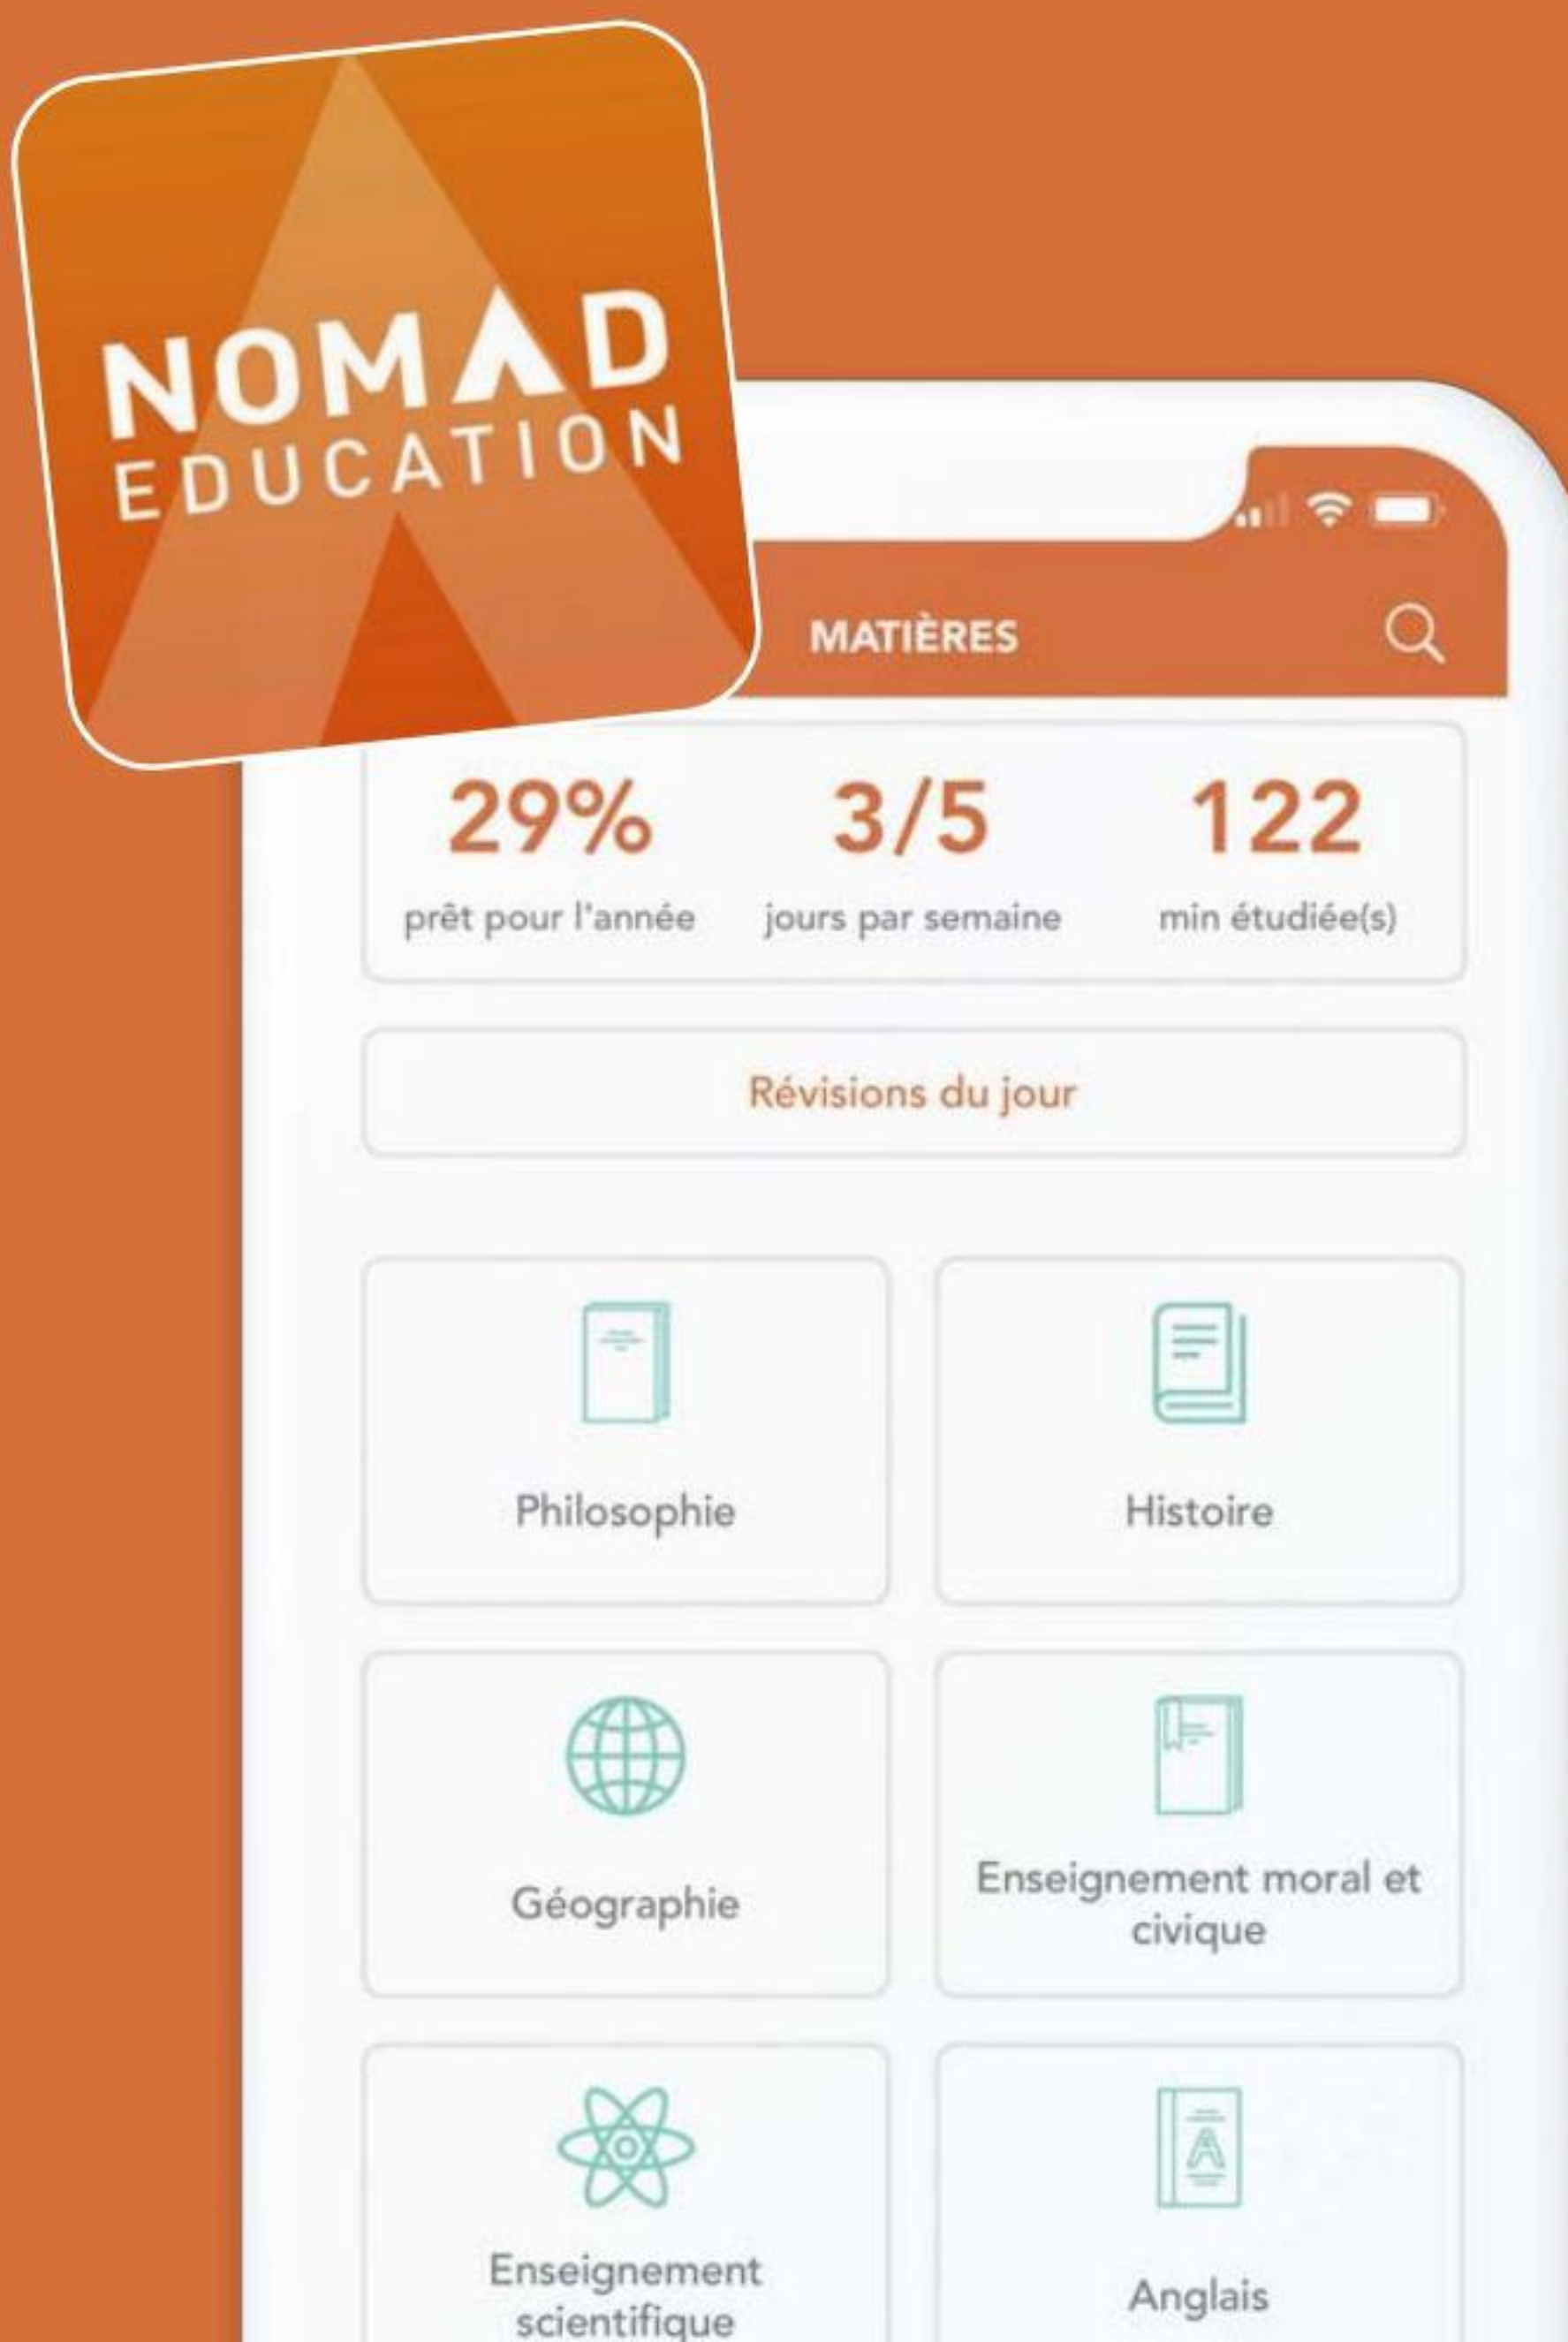 NOMAD
EDUCATION
MATIÈRES
29% 3/5 122
prêt pour l'année jours par semaine min étudiée(s)
Révisions du jour
Philosophie Histoire
Géographie
Enseignement moral et
civique
Enseignement
scientifique
Anglais
A